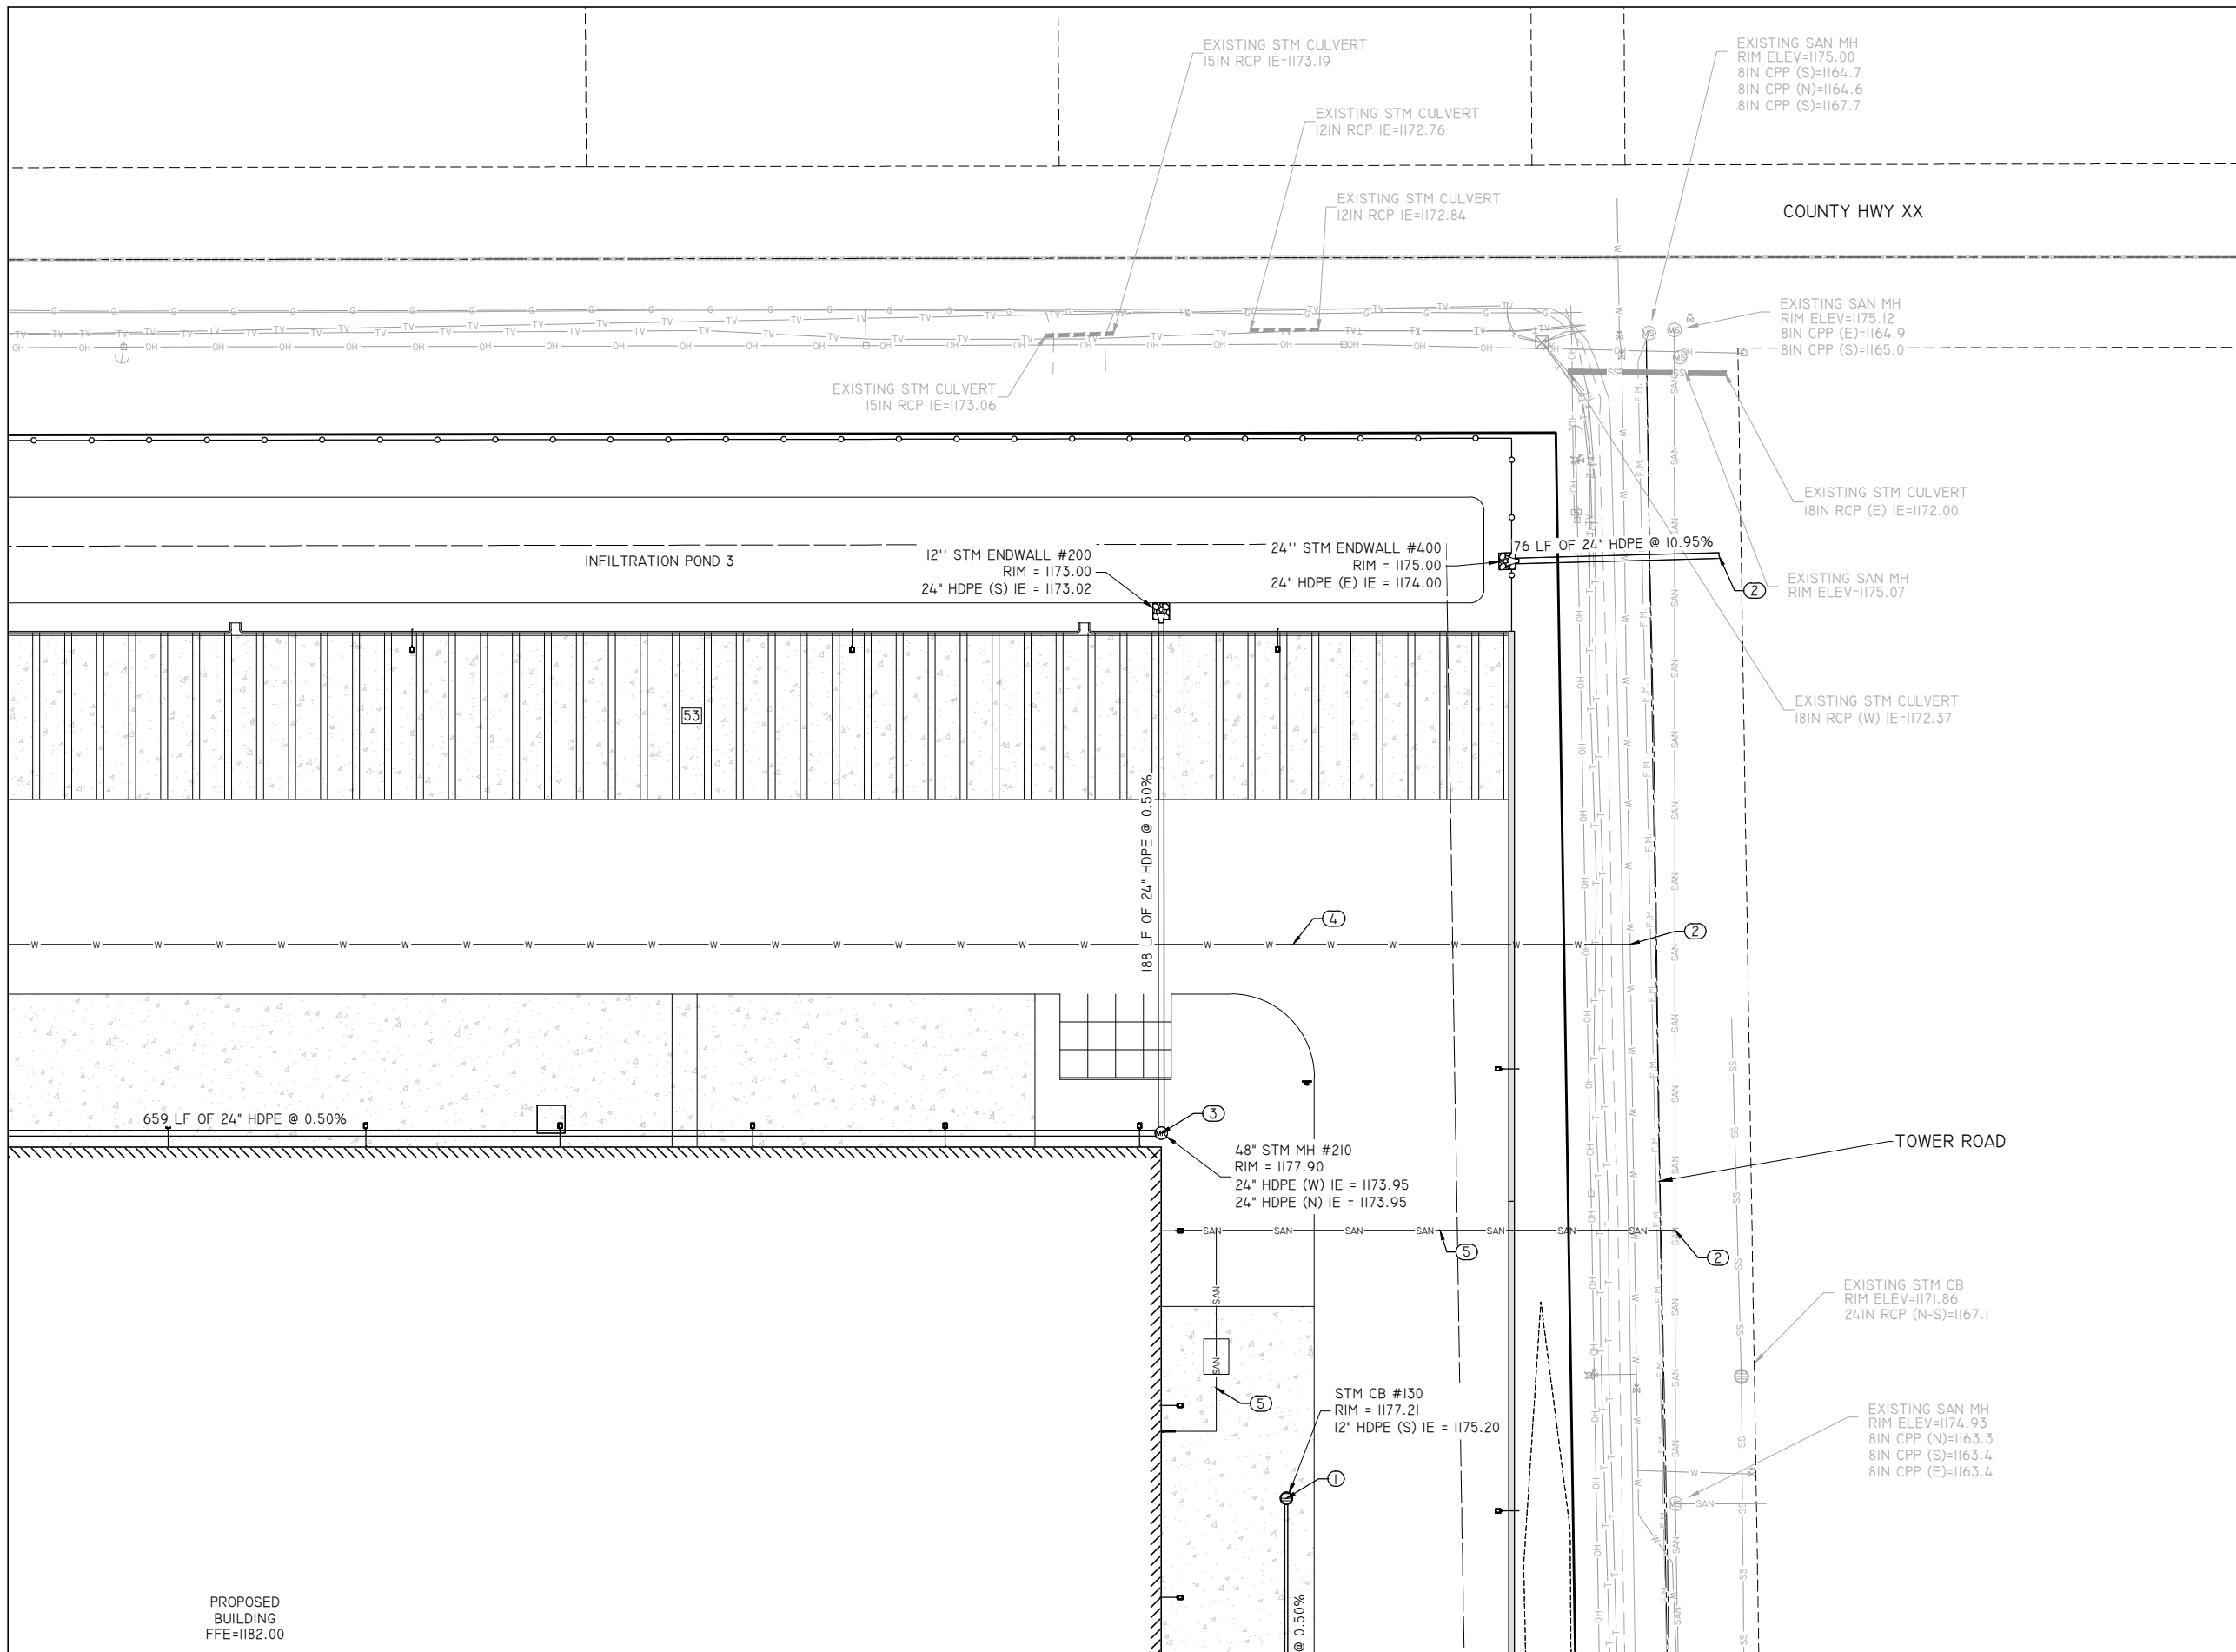 EXISTING STM CULVERT
15IN RCP IE=1173.19
EXISTING SAN MH
RIM ELEV=1175.00
8IN CPP (S)=1164.7
8IN CPP (N)=1164.6
8IN CPP (S)=1167.7
EXISTING STM CULVERT
12IN RCP IE=1172.76
EXISTING STM CULVERT
12IN RCP IE=1172.84
COUNTY HWY XX
EXISTING SAN MH
RIM ELEV=1175.12
8IN CPP (E)=1164.9
8IN CPP (S)=1165.0
EXISTING STM CULVERT
15IN RCP IE=1173.06
EXISTING STM CULVERT
18IN RCP (E) IE=1172.00
INFILTRATION POND 3
12'' STM ENDWALL #200
RIM = 1173.00
24" HDPE (S) IE = 1173.02
24'' STM ENDWALL #400
RIM = 1175.00
24" HDPE (E) IE = 1174.00
76 LF OF 24" HDPE @ 10.95%
2
EXISTING SAN MH
RIM ELEV=1175.07
EXISTING STM CULVERT
18IN RCP (W) IE=1172.37
53
188 LF OF 24" HDPE @ 0.50%
4
2
659 LF OF 24" HDPE @ 0.50%
3
48" STM MH #210
RIM = 1177.90
24" HDPE (W) IE = 1173.95
24" HDPE (N) IE = 1173.95
TOWER ROAD
5
2
EXISTING STM CB
RIM ELEV=1171.86
24IN RCP (N-S)=1167.1
5
STM CB #130
RIM = 1177.21
12" HDPE (S) IE = 1175.20
1
EXISTING SAN MH
RIM ELEV=1174.93
8IN CPP (N)=1163.3
8IN CPP (S)=1163.4
8IN CPP (E)=1163.4
PROPOSED
BUILDING
FFE=1182.00
@ 0.50%